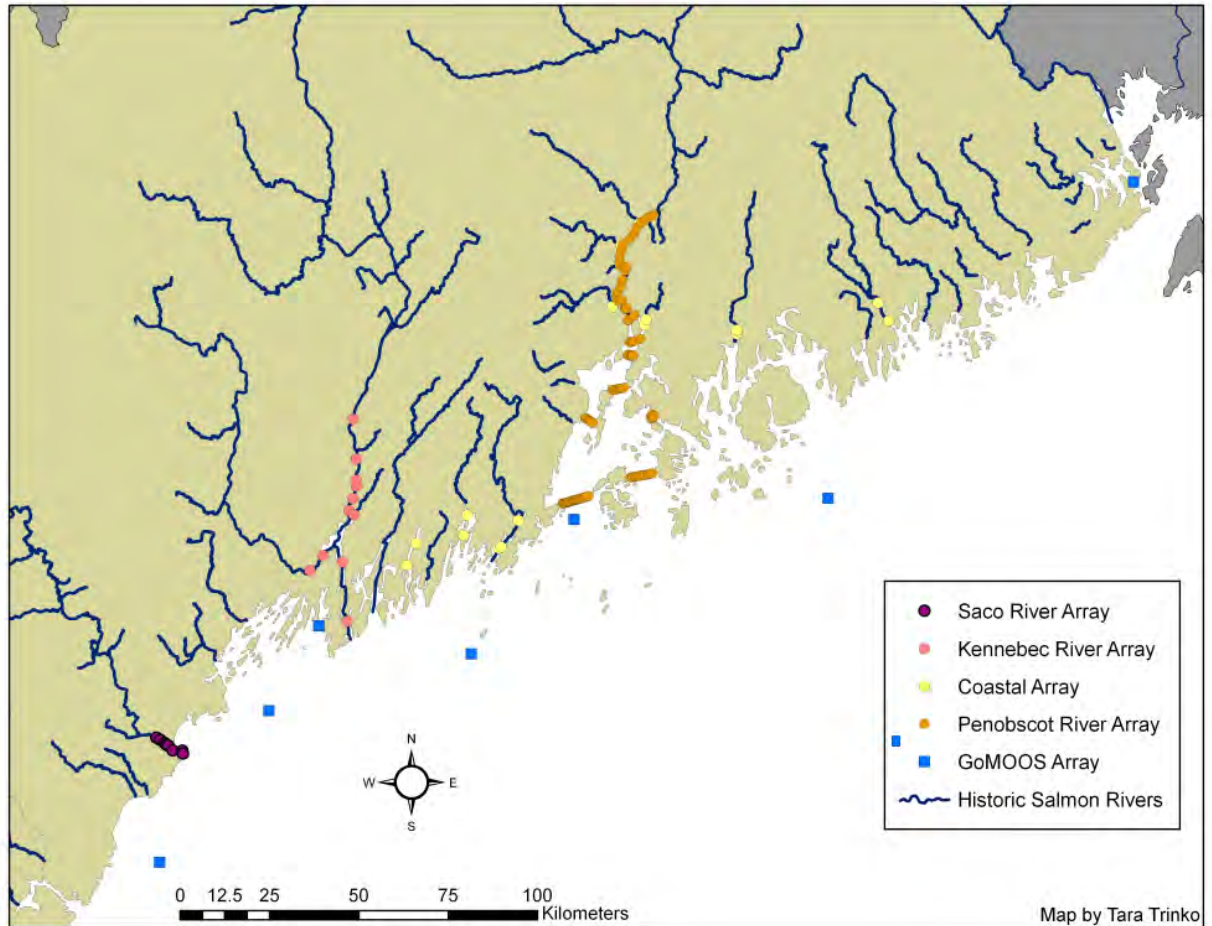 Saco River Array
Kennebec River Array
Coastal Array
Penobscot River Array
GoMOOS Array
Historic Salmon Rivers
N
W E
S
0 12.5 25 50 75 100
Kilometers
Map by Tara Trinko